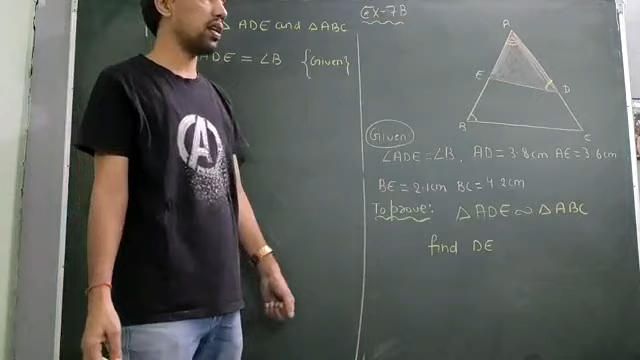 Ex-7B
△ADE and △ABC
ADE = ∠B {Given}
A
E
D
B
C
Given
∠ADE = ∠B, AD = 3.8cm AE = 3.6cm
BE = 2.1cm BC = 4.2cm
To prove: △ADE ~ △ABC
find DE